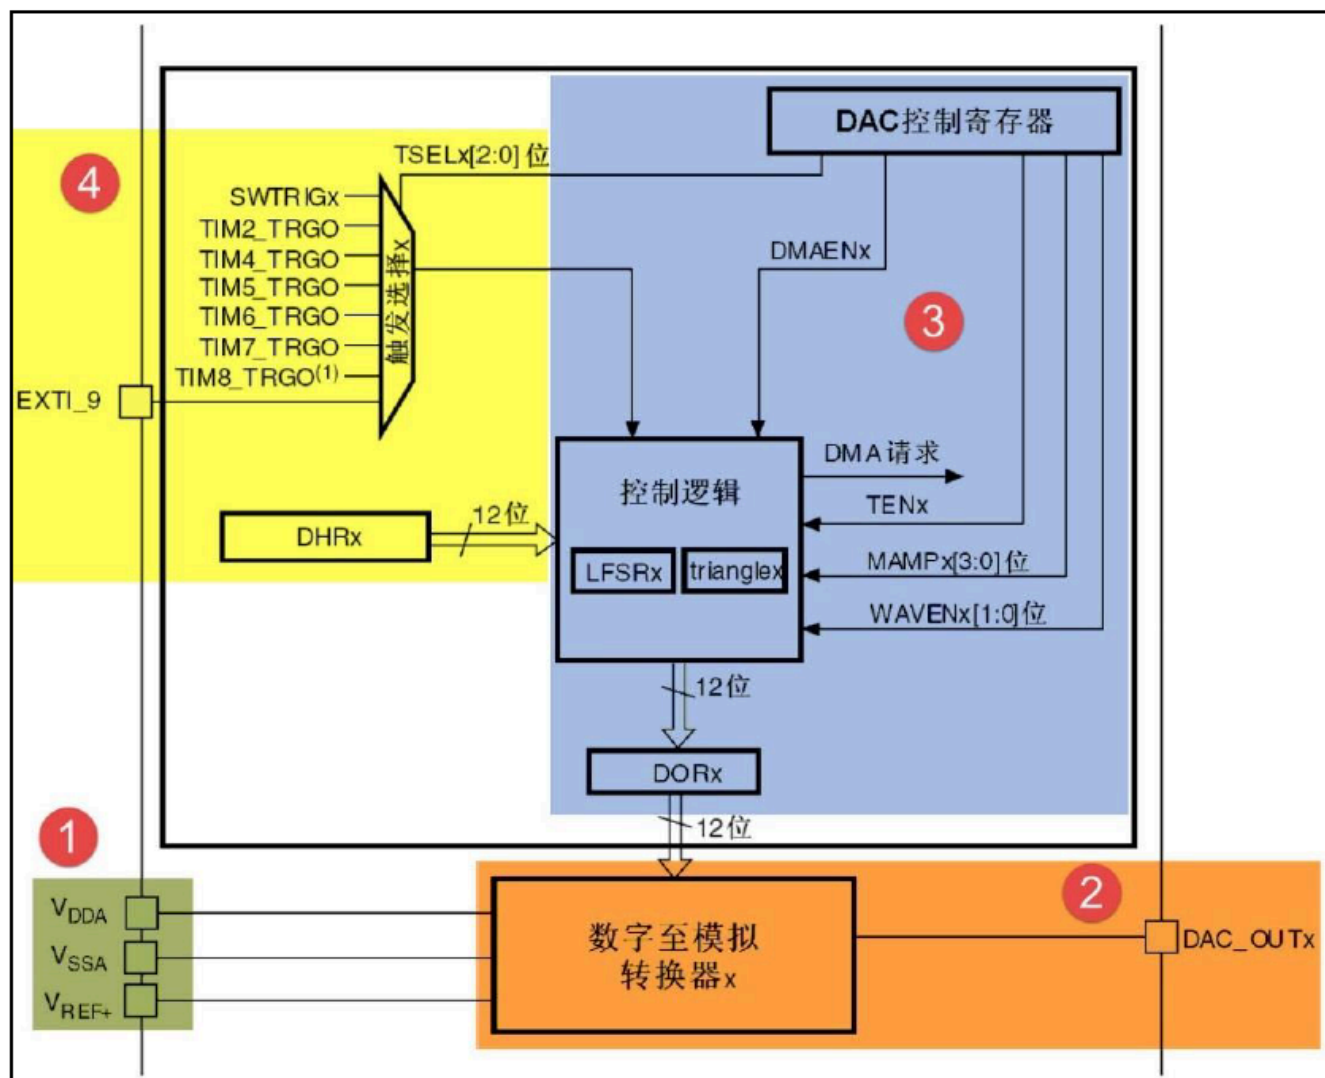 DAC控制寄存器
4
TSELx[2:0] 位
SWTRIGx
TIM2_TRGO
TIM4_TRGO
TIM5_TRGO
TIM6_TRGO
TIM7_TRGO
TIM8_TRGO(1)
触发选择x
EXTI_9
DMAENx
3
DMA 请求
控制逻辑
TENx
DHRx
12位
LFSRx
trianglex
MAMPx[3:0] 位
WAVENx[1:0] 位
12位
DORx
12位
1
VDDA
VSSA
VREF+
2
数字至模拟
转换器x
DAC_OUTx